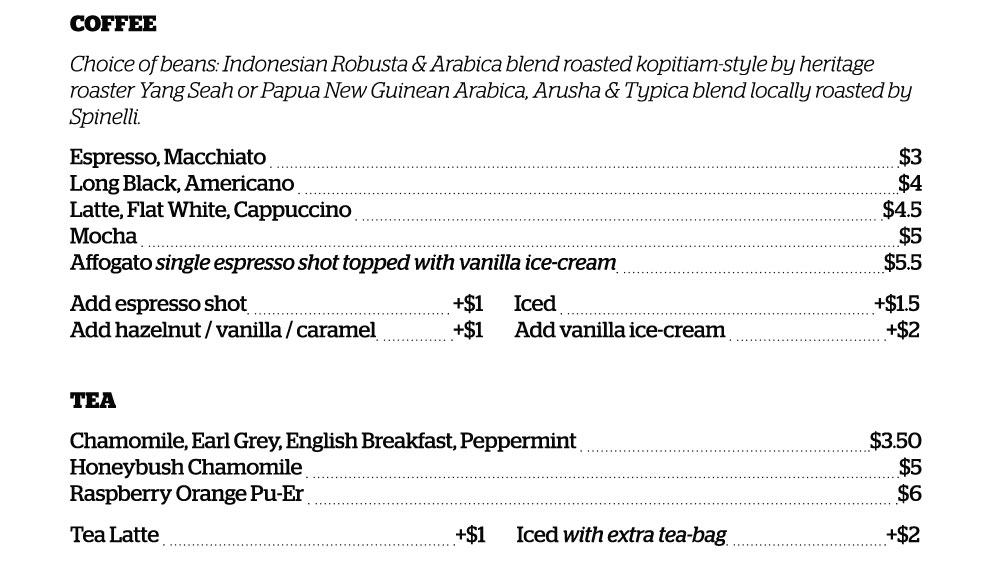 COFFEE
Choice of beans: Indonesian Robusta & Arabica blend roasted kopitiam-style by heritage
roaster Yang Seah or Papua New Guinean Arabica, Arusha & Typica blend locally roasted by
Spinelli.
Espresso, Macchiato $3
Long Black, Americano $4
Latte, Flat White, Cappuccino $4.5
Mocha $5
Affogato single espresso shot topped with vanilla ice-cream $5.5
Add espresso shot +$1 Iced +$1.5
Add hazelnut / vanilla / caramel +$1 Add vanilla ice-cream +$2
TEA
Chamomile, Earl Grey, English Breakfast, Peppermint $3.50
Honeybush Chamomile $5
Raspberry Orange Pu-Er $6
Tea Latte +$1 Iced with extra tea-bag +$2